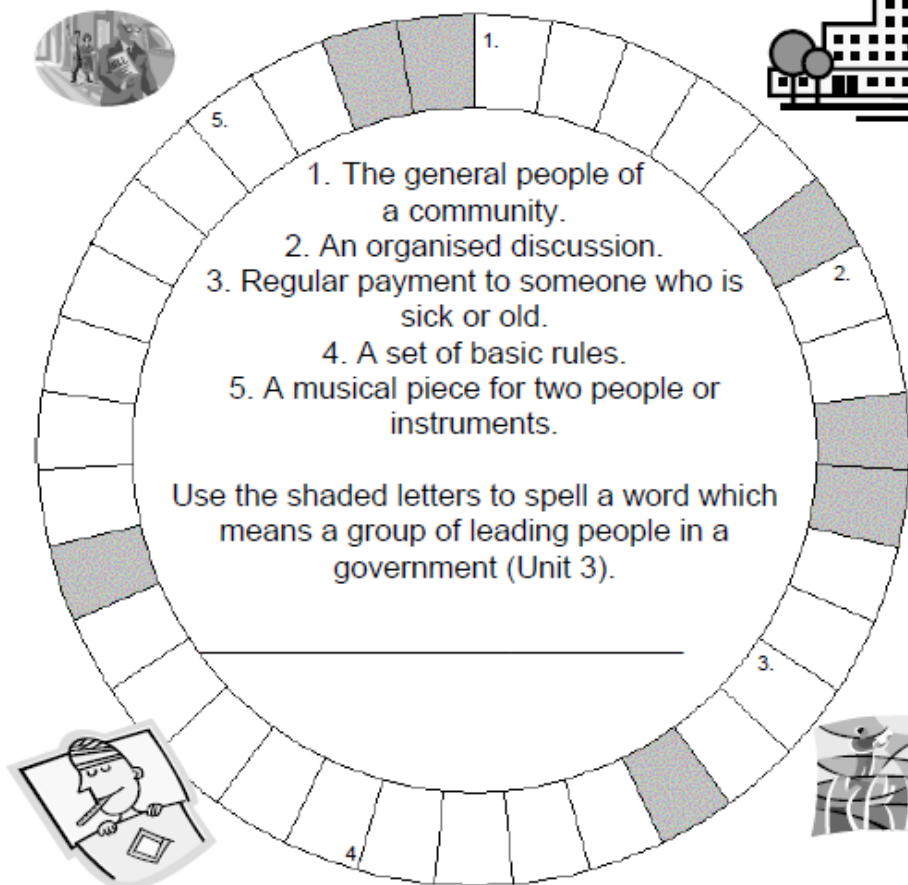 1.
5.
1. The general people of
a community.
2. An organised discussion.
2.
3. Regular payment to someone who is
sick or old.
4. A set of basic rules.
5. A musical piece for two people or
instruments.
Use the shaded letters to spell a word which
means a group of leading people in a
government (Unit 3).
3.
4